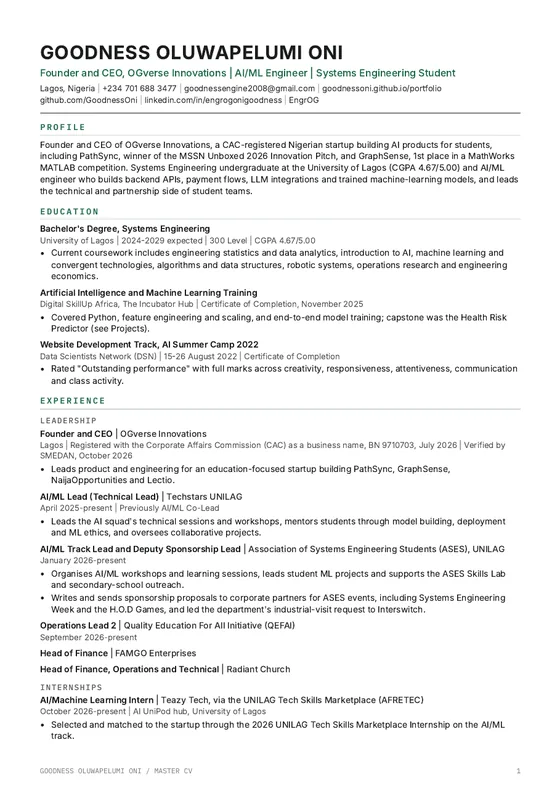 GOODNESS OLUWAPELUMI ONI
Founder and CEO, OGverse Innovations | AI/ML Engineer | Systems Engineering Student
Lagos, Nigeria | +234 701 688 3477 | goodnessengine2008@gmail.com | goodnessoni.github.io/portfolio
github.com/GoodnessOni | linkedin.com/in/engrogonigoodness | EngrOG
PROFILE
Founder and CEO of OGverse Innovations, a CAC-registered Nigerian startup building AI products for students,
including PathSync, winner of the MSSN Unboxed 2026 Innovation Pitch, and GraphSense, 1st place in a MathWorks
MATLAB competition. Systems Engineering undergraduate at the University of Lagos (CGPA 4.67/5.00) and AI/ML
engineer who builds backend APIs, payment flows, LLM integrations and trained machine-learning models, and leads
the technical and partnership side of student teams.
EDUCATION
Bachelor's Degree, Systems Engineering
University of Lagos | 2024-2029 expected | 300 Level | CGPA 4.67/5.00
• Current coursework includes engineering statistics and data analytics, introduction to AI, machine learning and
convergent technologies, algorithms and data structures, robotic systems, operations research and engineering
economics.
Artificial Intelligence and Machine Learning Training
Digital SkillUp Africa, The Incubator Hub | Certificate of Completion, November 2025
• Covered Python, feature engineering and scaling, and end-to-end model training; capstone was the Health Risk
Predictor (see Projects).
Website Development Track, AI Summer Camp 2022
Data Scientists Network (DSN) | 15-26 August 2022 | Certificate of Completion
• Rated "Outstanding performance" with full marks across creativity, responsiveness, attentiveness, communication
and class activity.
EXPERIENCE
LEADERSHIP
Founder and CEO | OGverse Innovations
Lagos | Registered with the Corporate Affairs Commission (CAC) as a business name, BN 9710703, July 2026 | Verified by
SMEDAN, October 2026
• Leads product and engineering for an education-focused startup building PathSync, GraphSense,
NaijaOpportunities and Lectio.
AI/ML Lead (Technical Lead) | Techstars UNILAG
April 2025-present | Previously AI/ML Co-Lead
• Leads the AI squad's technical sessions and workshops, mentors students through model building, deployment
and ML ethics, and oversees collaborative projects.
AI/ML Track Lead and Deputy Sponsorship Lead | Association of Systems Engineering Students (ASES), UNILAG
January 2026-present
• Organises AI/ML workshops and learning sessions, leads student ML projects and supports the ASES Skills Lab
and secondary-school outreach.
• Writes and sends sponsorship proposals to corporate partners for ASES events, including Systems Engineering
Week and the H.O.D Games, and led the department's industrial-visit request to Interswitch.
Operations Lead 2 | Quality Education For All Initiative (QEFAI)
September 2026-present
Head of Finance | FAMGO Enterprises
Head of Finance, Operations and Technical | Radiant Church
INTERNSHIPS
AI/Machine Learning Intern | Teazy Tech, via the UNILAG Tech Skills Marketplace (AFRETEC)
October 2026-present | AI UniPod hub, University of Lagos
• Selected and matched to the startup through the 2026 UNILAG Tech Skills Marketplace Internship on the AI/ML
track.
GOODNESS OLUWAPELUMI ONI / MASTER CV
1